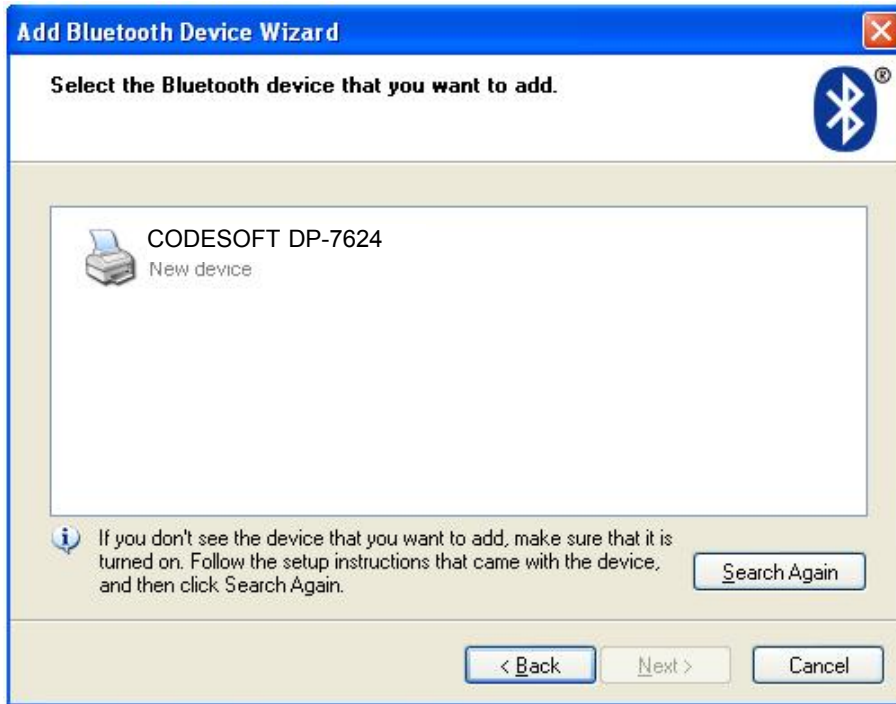 Add Bluetooth Device Wizard
Select the Bluetooth device that you want to add.
®
CODESOFT DP-7624
New device
If you don't see the device that you want to add, make sure that it is
turned on. Follow the setup instructions that came with the device,
and then click Search Again.
Search Again
< Back
Next >
Cancel